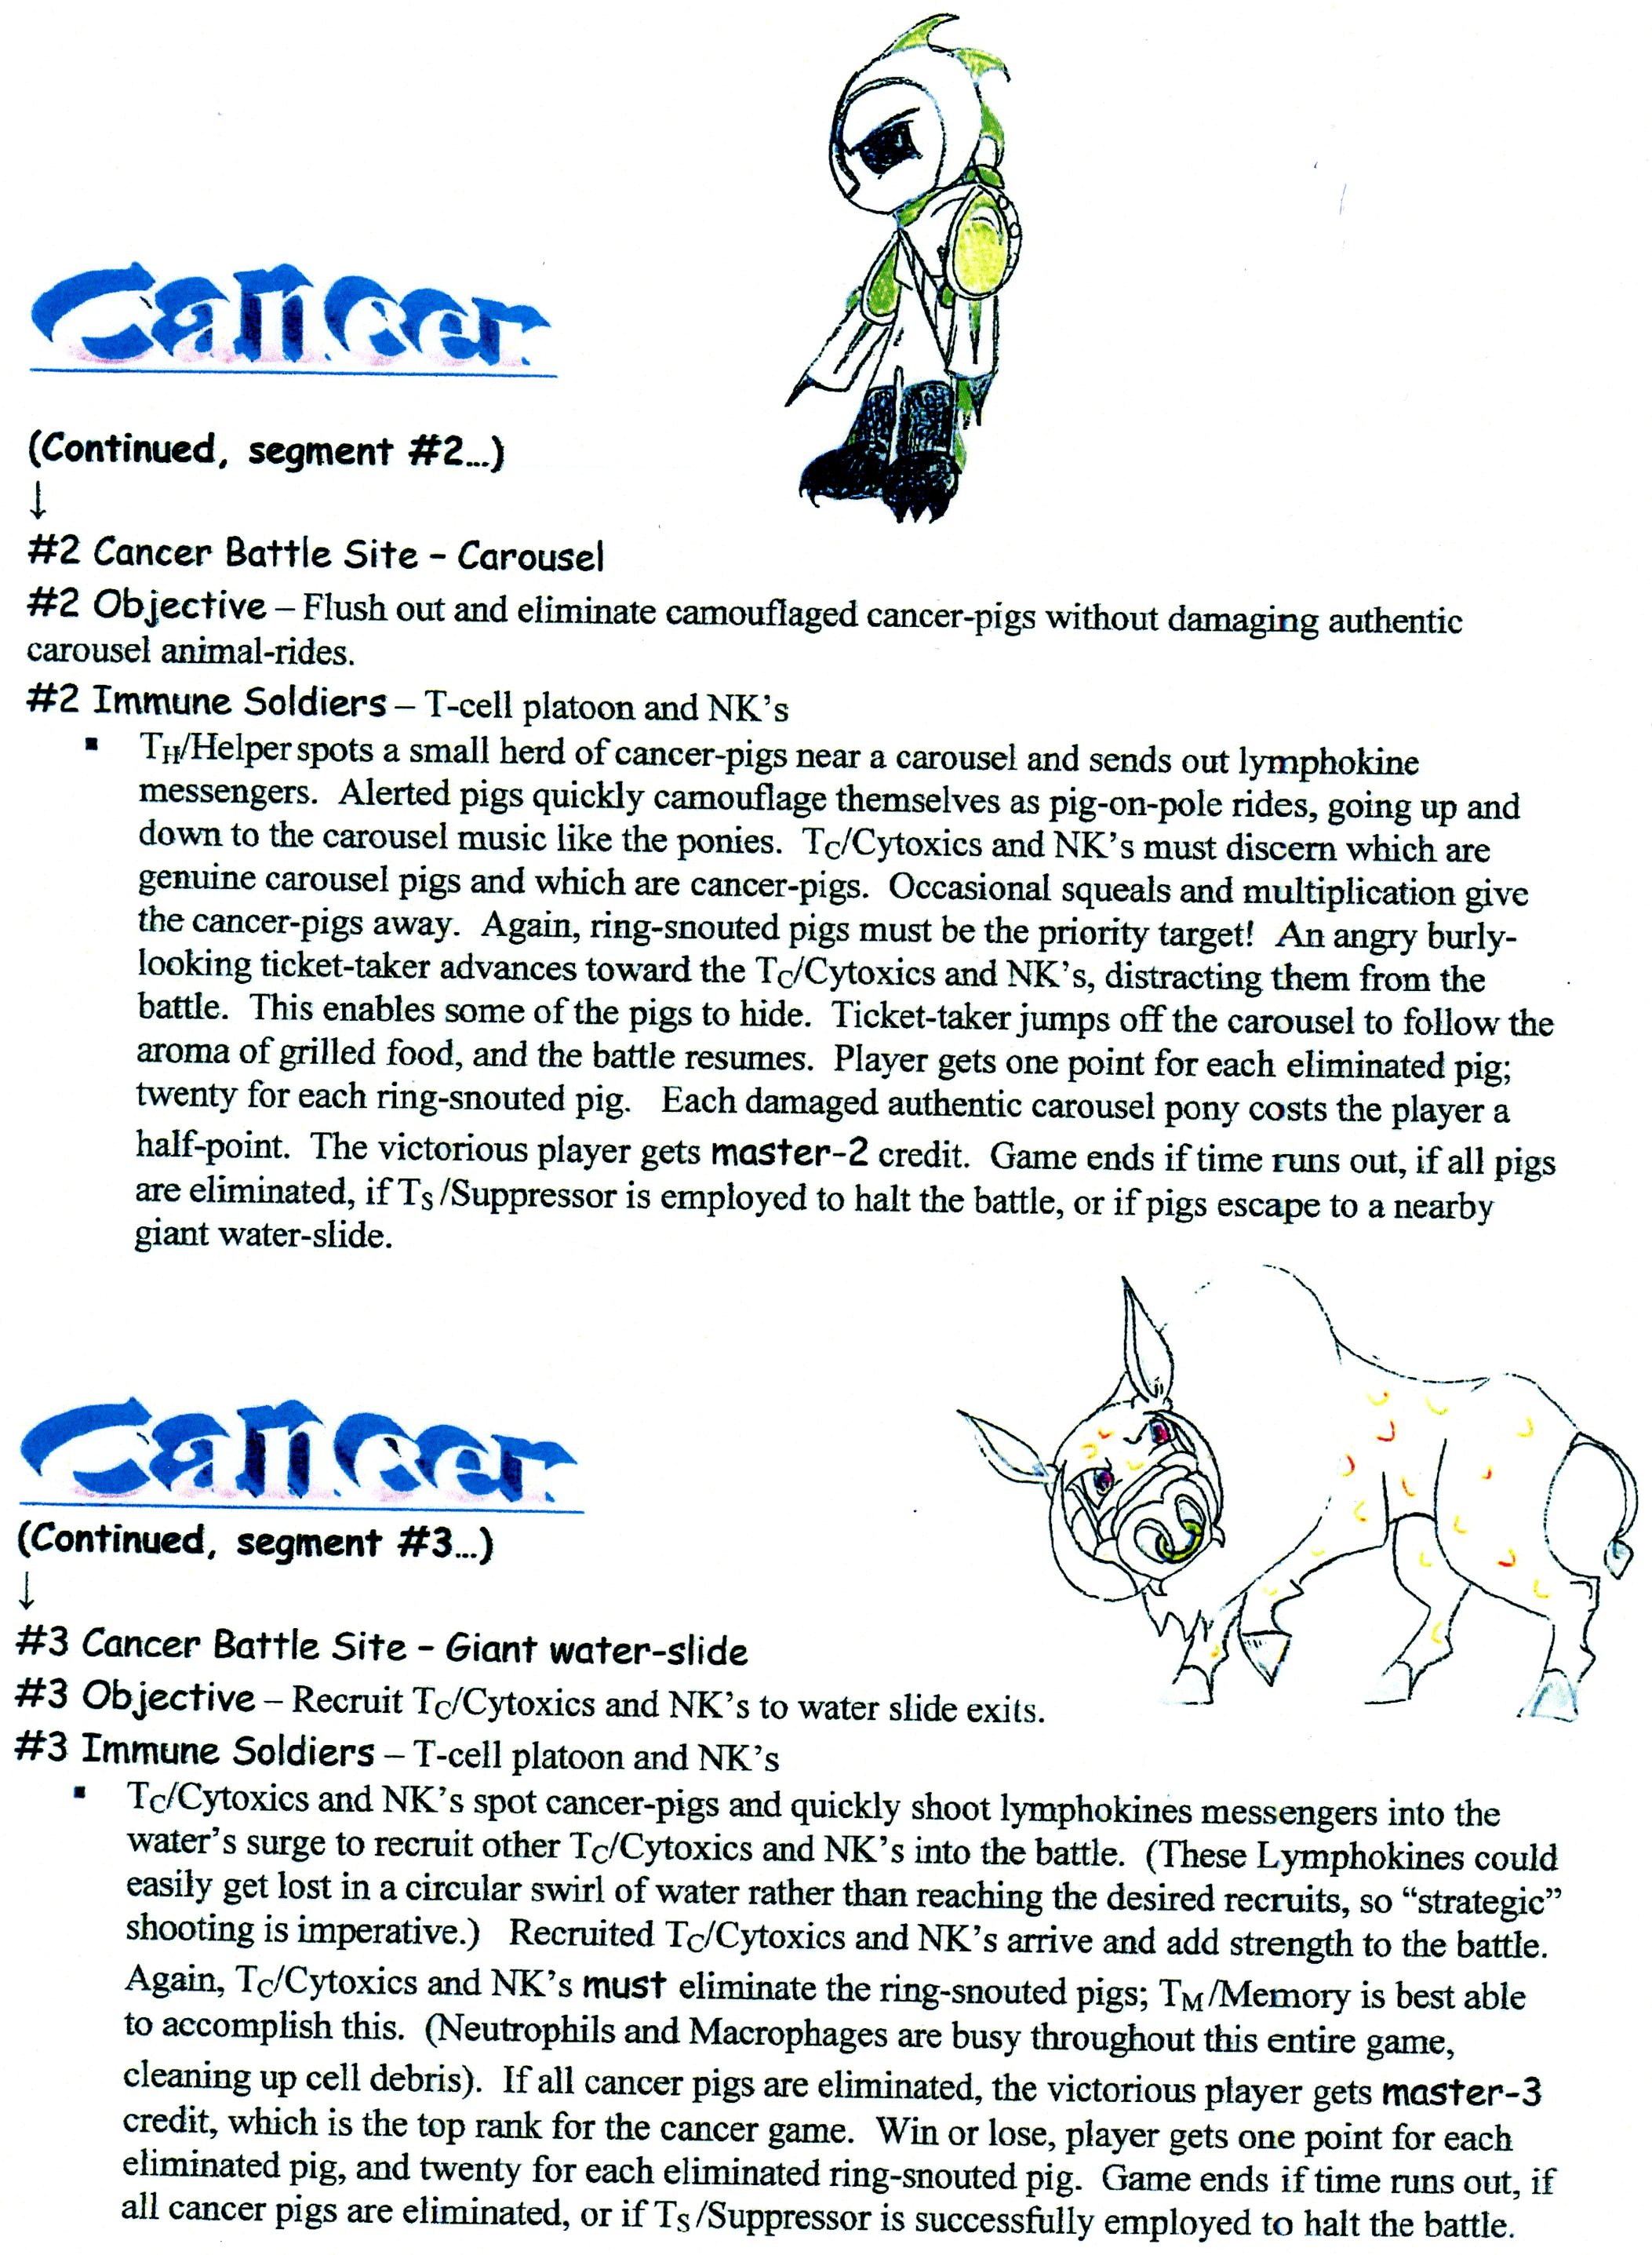 Cancer
(Continued, segment #2...)
↓
#2 Cancer Battle Site – Carousel
#2 Objective – Flush out and eliminate camouflaged cancer-pigs without damaging authentic
carousel animal-rides.
#2 Immune Soldiers – T-cell platoon and NK's
▪ TH/Helper spots a small herd of cancer-pigs near a carousel and sends out lymphokine
messengers. Alerted pigs quickly camouflage themselves as pig-on-pole rides, going up and
down to the carousel music like the ponies. TC/Cytoxics and NK's must discern which are
genuine carousel pigs and which are cancer-pigs. Occasional squeals and multiplication give
the cancer-pigs away. Again, ring-snouted pigs must be the priority target! An angry burly-
looking ticket-taker advances toward the TC/Cytoxics and NK's, distracting them from the
battle. This enables some of the pigs to hide. Ticket-taker jumps off the carousel to follow the
aroma of grilled food, and the battle resumes. Player gets one point for each eliminated pig;
twenty for each ring-snouted pig. Each damaged authentic carousel pony costs the player a
half-point. The victorious player gets master-2 credit. Game ends if time runs out, if all pigs
are eliminated, if TS /Suppressor is employed to halt the battle, or if pigs escape to a nearby
giant water-slide.
Cancer
(Continued, segment #3...)
↓
#3 Cancer Battle Site – Giant water-slide
#3 Objective – Recruit TC/Cytoxics and NK's to water slide exits.
#3 Immune Soldiers – T-cell platoon and NK's
▪ TC/Cytoxics and NK's spot cancer-pigs and quickly shoot lymphokines messengers into the
water's surge to recruit other TC/Cytoxics and NK's into the battle. (These Lymphokines could
easily get lost in a circular swirl of water rather than reaching the desired recruits, so “strategic”
shooting is imperative.) Recruited TC/Cytoxics and NK's arrive and add strength to the battle.
Again, TC/Cytoxics and NK's must eliminate the ring-snouted pigs; TM /Memory is best able
to accomplish this. (Neutrophils and Macrophages are busy throughout this entire game,
cleaning up cell debris). If all cancer pigs are eliminated, the victorious player gets master-3
credit, which is the top rank for the cancer game. Win or lose, player gets one point for each
eliminated pig, and twenty for each eliminated ring-snouted pig. Game ends if time runs out, if
all cancer pigs are eliminated, or if TS /Suppressor is successfully employed to halt the battle.